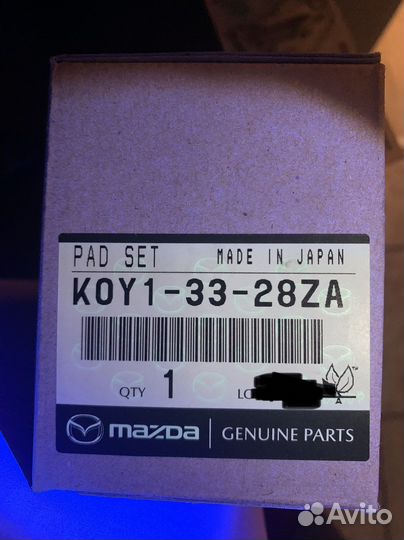 PAD SET MADE IN JAPAN
K0Y1-33-28ZA
QTY 1
mazda GENUINE PARTS
Avito